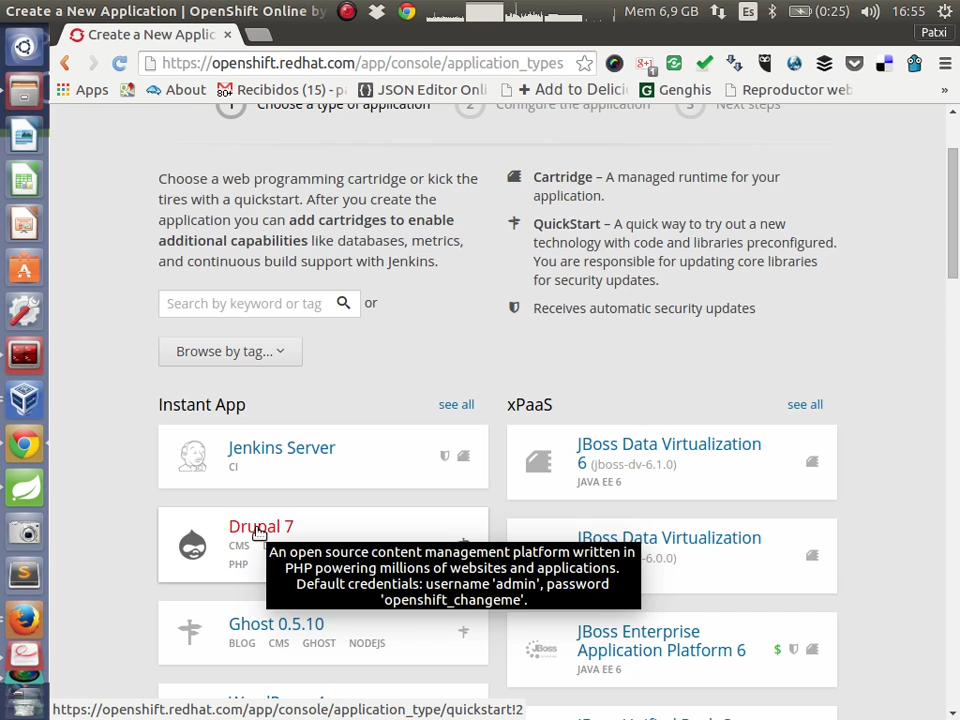 Create a New Application | OpenShift Online by
Mem 6,9 GB
Es
(0:25)
16:55
Create a New Applic
Patxi
https://openshift.redhat.com/app/console/application_types
1
Apps
About
80+
Recibidos (15) - pa
JSON Editor Onli
+ Add to Delici
G Genghis
Reproductor web
»
1 Choose a type of application
2 Configure the application
3 Next steps
Choose a web programming cartridge or kick the
tires with a quickstart. After you create the
application you can add cartridges to enable
additional capabilities like databases, metrics,
and continuous build support with Jenkins.
Cartridge – A managed runtime for your
application.
QuickStart – A quick way to try out a new
technology with code and libraries preconfigured.
You are responsible for updating core libraries
for security updates.
Receives automatic security updates
Search by keyword or tag
or
Browse by tag...
Instant App
see all
Jenkins Server
CI
Drupal 7
CMS
PHP
An open source content management platform written in
PHP powering millions of websites and applications.
Default credentials: username 'admin', password
'openshift_changeme'.
Ghost 0.5.10
BLOG CMS GHOST NODEJS
xPaaS
see all
JBoss Data Virtualization
6 (jboss-dv-6.1.0)
JAVA EE 6
JBoss Data Virtualization
.0.0)
JBoss Enterprise
Application Platform 6
$
JAVA EE 6
JBoss
https://openshift.redhat.com/app/console/application_type/quickstart!2